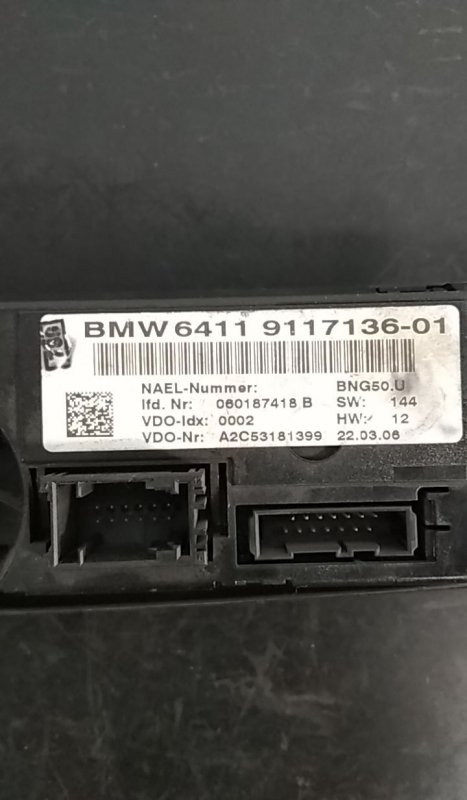 BMW 6411 9117136-01
NAEL-Nummer: BNG50.U
lfd. Nr: 060187418 B SW: 144
VDO-Idx: 0002 HW: 12
VDO-Nr: A2C53181399 22.03.06